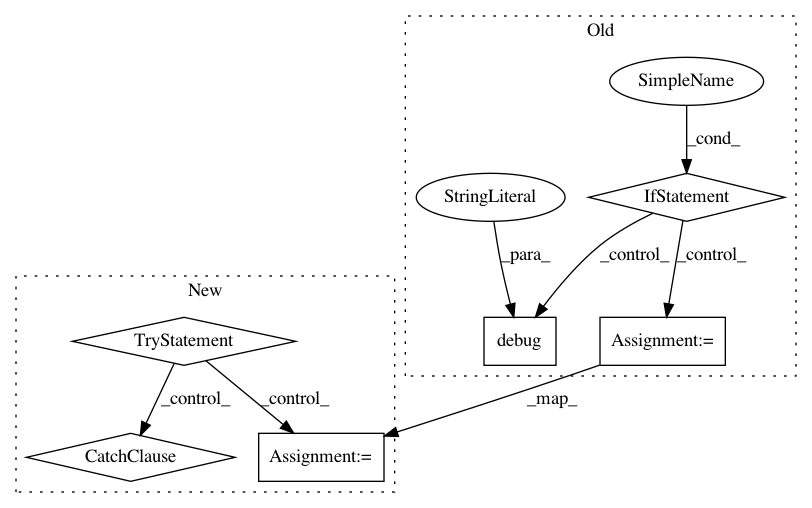 Old
SimpleName
_cond_
StringLiteral
IfStatement
_para_
_control_
_control_
New
TryStatement
debug
Assignment:=
_control_
_control_
_map_
CatchClause
Assignment:=